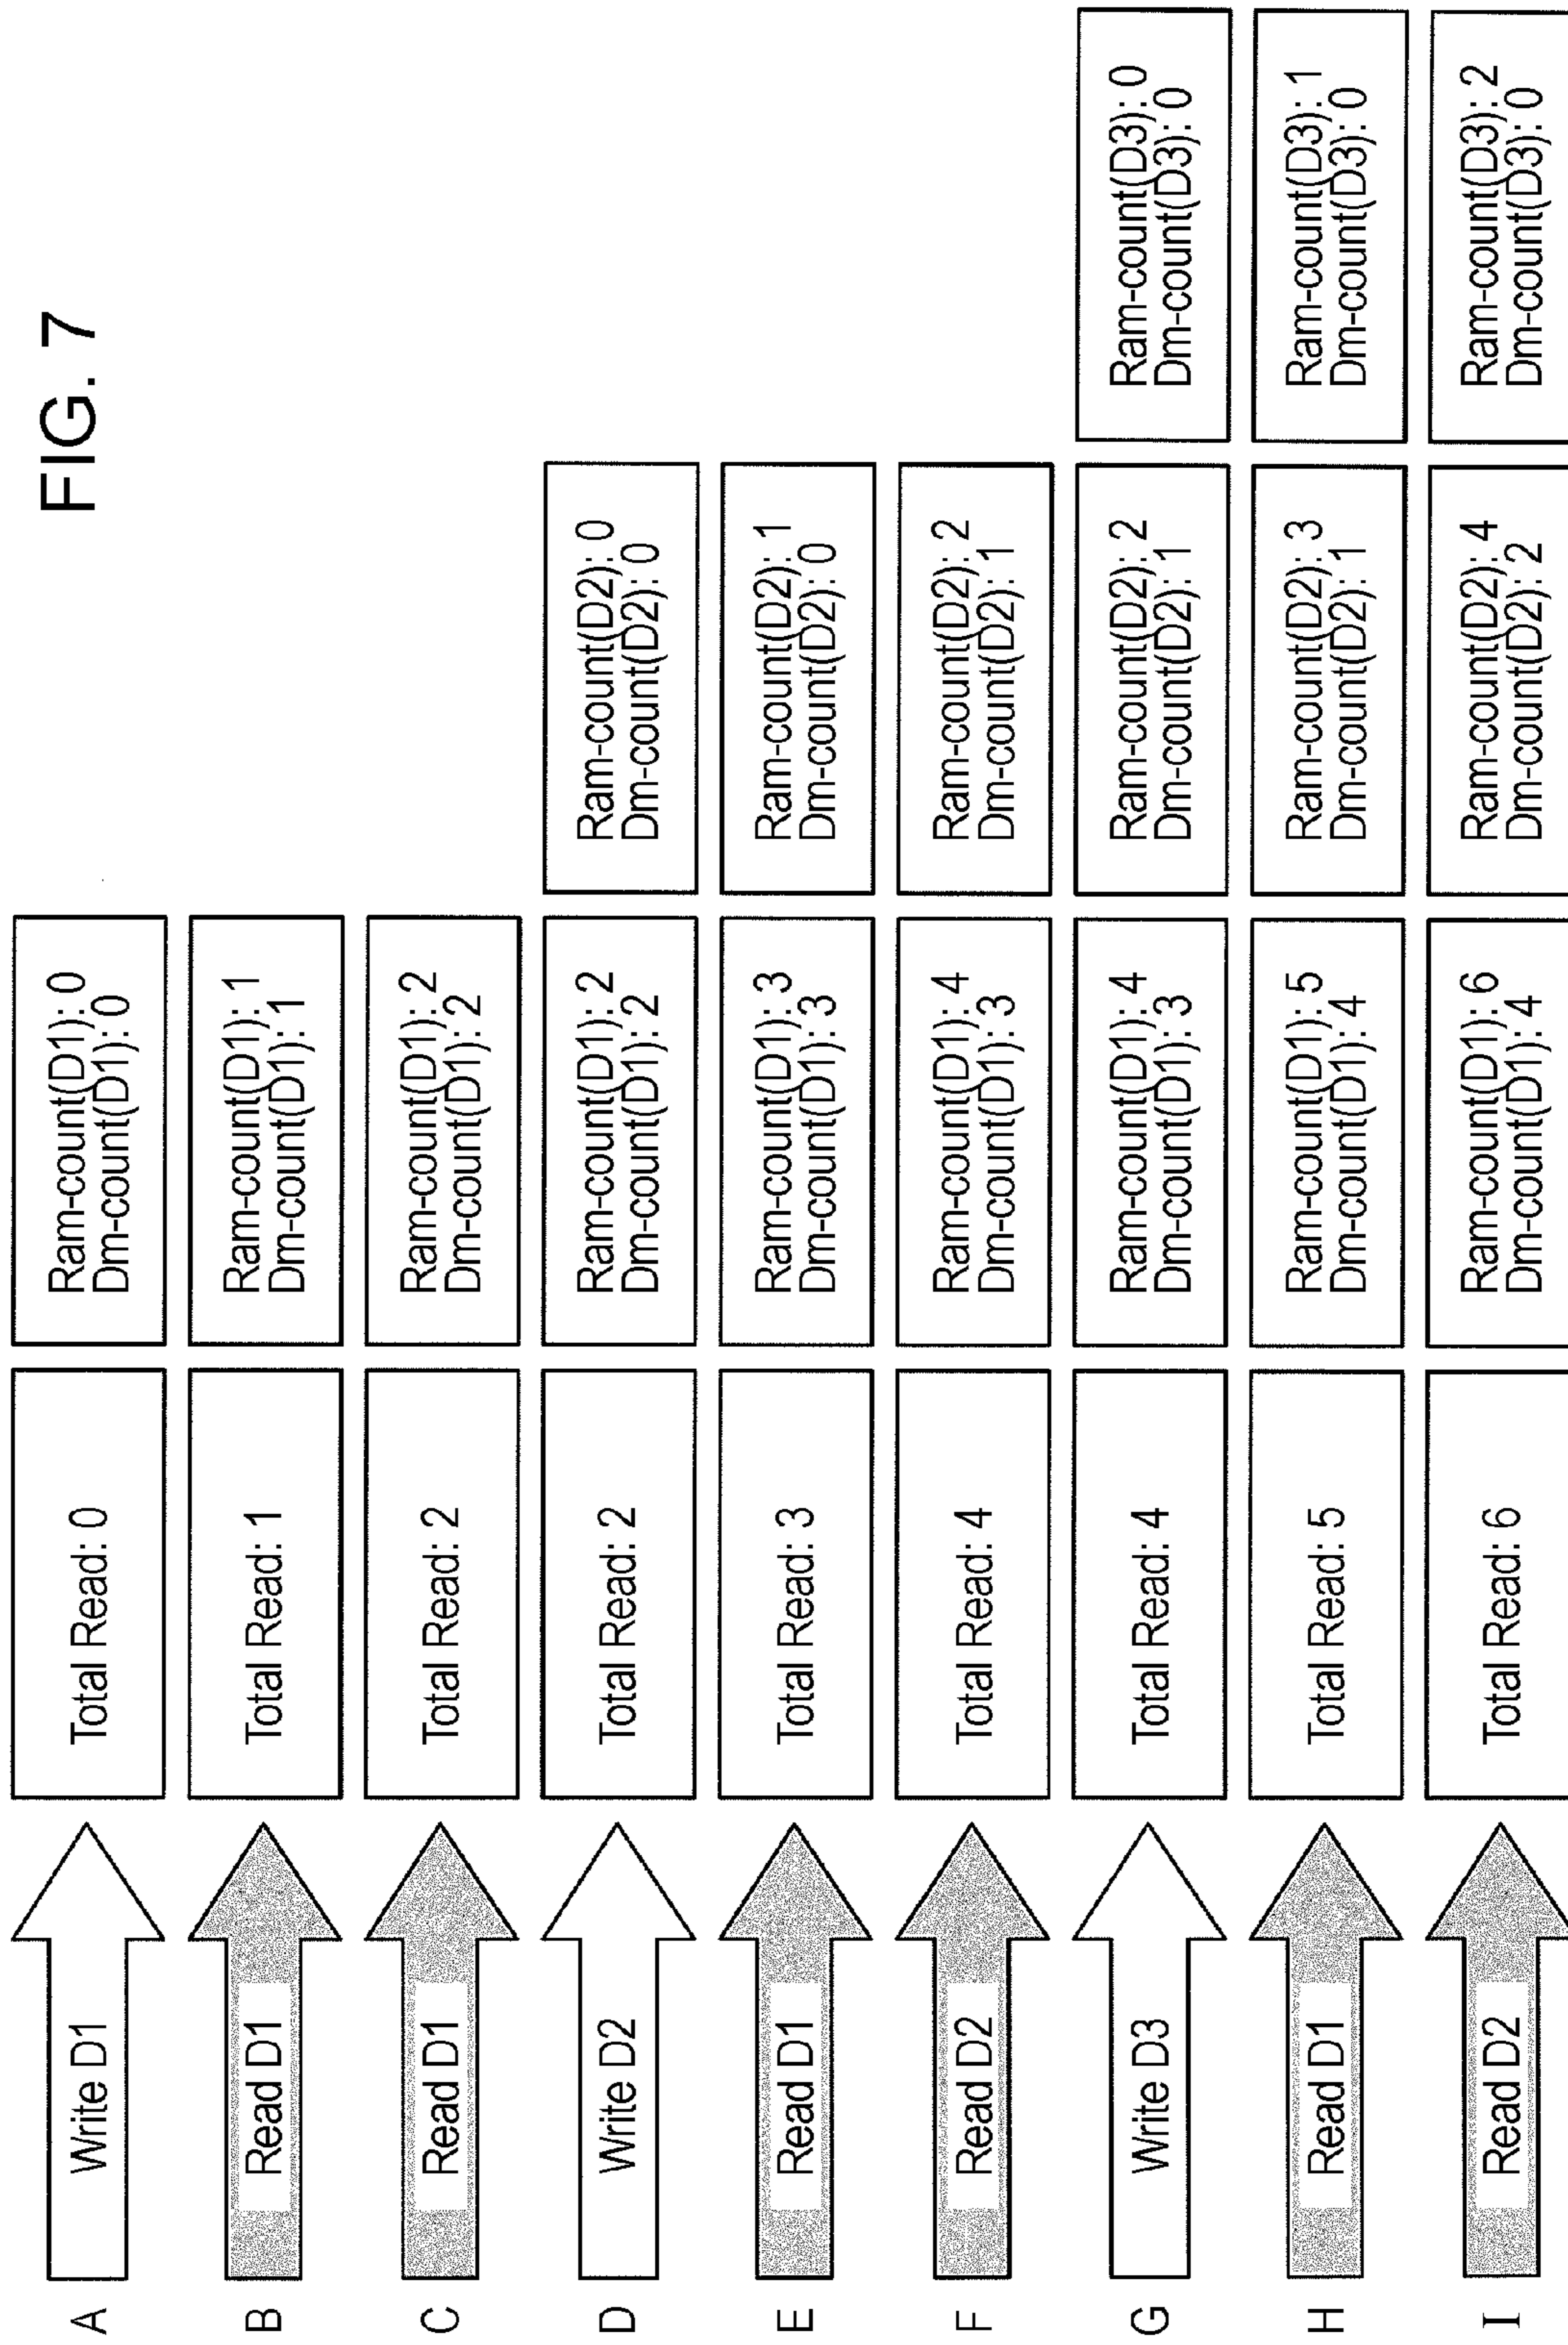 FIG. 7
A
Write D1
Total Read: 0
Ram-count(D1): 0
Dm-count(D1): 0
B
Read D1
Total Read: 1
Ram-count(D1): 1
Dm-count(D1): 1
C
Read D1
Total Read: 2
Ram-count(D1): 2
Dm-count(D1): 2
D
Write D2
Total Read: 2
Ram-count(D1): 2
Dm-count(D1): 2
Ram-count(D2): 0
Dm-count(D2): 0
E
Read D1
Total Read: 3
Ram-count(D1): 3
Dm-count(D1): 3
Ram-count(D2): 1
Dm-count(D2): 0
F
Read D2
Total Read: 4
Ram-count(D1): 4
Dm-count(D1): 3
Ram-count(D2): 2
Dm-count(D2): 1
G
Write D3
Total Read: 4
Ram-count(D1): 4
Dm-count(D1): 3
Ram-count(D2): 2
Dm-count(D2): 1
Ram-count(D3): 0
Dm-count(D3): 0
H
Read D1
Total Read: 5
Ram-count(D1): 5
Dm-count(D1): 4
Ram-count(D2): 3
Dm-count(D2): 1
Ram-count(D3): 1
Dm-count(D3): 0
I
Read D2
Total Read: 6
Ram-count(D1): 6
Dm-count(D1): 4
Ram-count(D2): 4
Dm-count(D2): 2
Ram-count(D3): 2
Dm-count(D3): 0